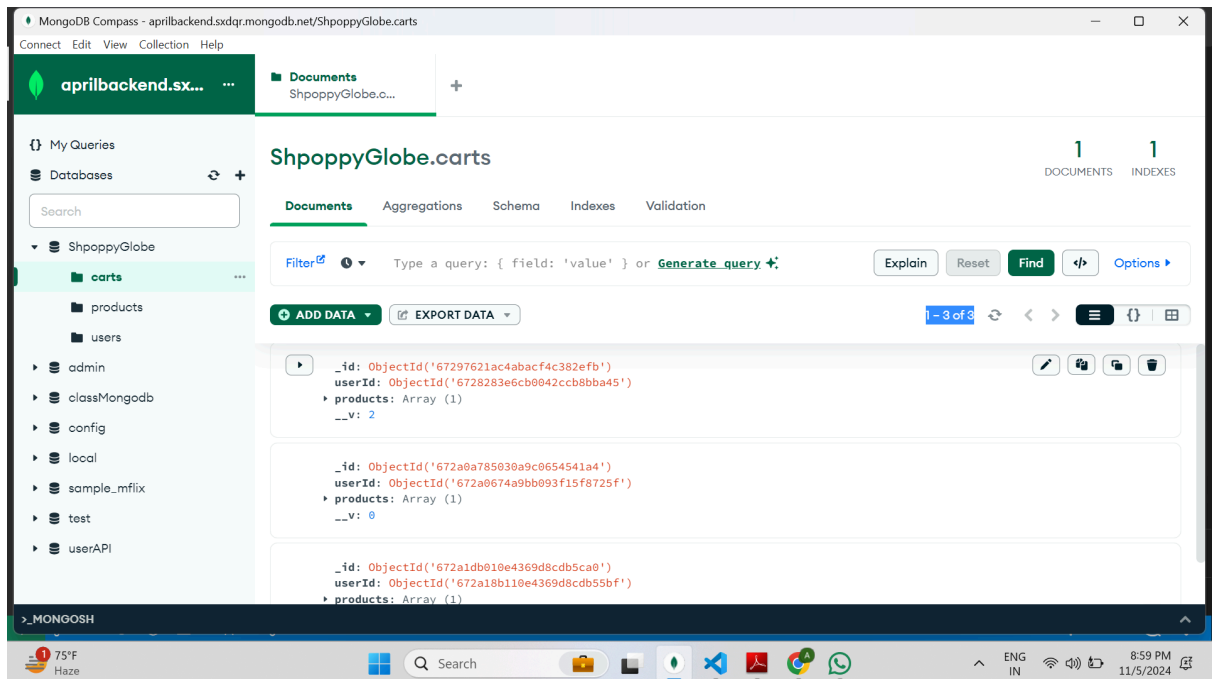 MongoDB Compass - aprilbackend.sxdqr.mongodb.net/ShpoppyGlobe.carts
Connect Edit View Collection Help
aprilbackend.sx... ...
Documents
ShpoppyGlobe.c...
+
{} My Queries
Databases
Search
ShpoppyGlobe
carts ...
products
users
admin
classMongodb
config
local
sample_mflix
test
userAPI
ShpoppyGlobe.carts
1 1
DOCUMENTS INDEXES
Documents Aggregations Schema Indexes Validation
Filter Type a query: { field: 'value' } or Generate query Explain Reset Find </> Options
ADD DATA EXPORT DATA 1 – 3 of 3 {}
_id: ObjectId('67297621ac4abacf4c382efb')
userId: ObjectId('6728283e6cb0042ccb8bba45')
products: Array (1)
__v: 2
_id: ObjectId('672a0a785030a9c0654541a4')
userId: ObjectId('672a0674a9bb093f15f8725f')
products: Array (1)
__v: 0
_id: ObjectId('672a1db010e4369d8cdb5ca0')
userId: ObjectId('672a18b110e4369d8cdb55bf')
products: Array (1)
>_MONGOSH
1
75°F
Haze
Search
A
ENG
IN
8:59 PM
11/5/2024